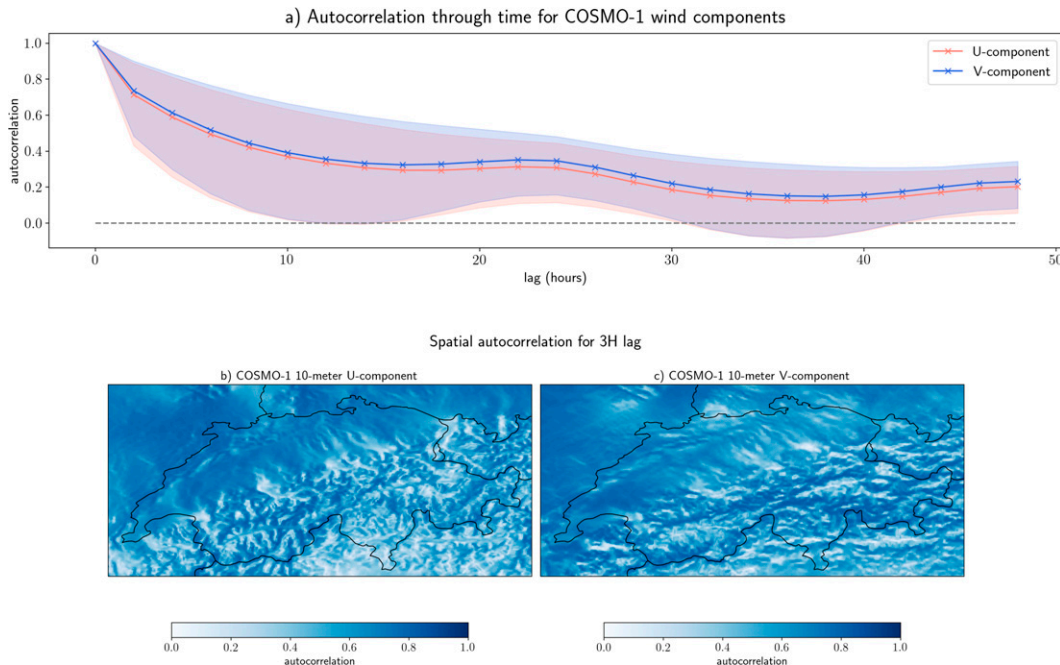 a) Autocorrelation through time for COSMO-1 wind components
1.0
0.8
0.6
0.4
0.2
0.0
autocorrelation
U-component
V-component
0 10 20 30 40 50
lag (hours)
Spatial autocorrelation for 3H lag
b) COSMO-1 10-meter U-component
c) COSMO-1 10-meter V-component
0.0 0.2 0.4 0.6 0.8 1.0
autocorrelation
0.0 0.2 0.4 0.6 0.8 1.0
autocorrelation